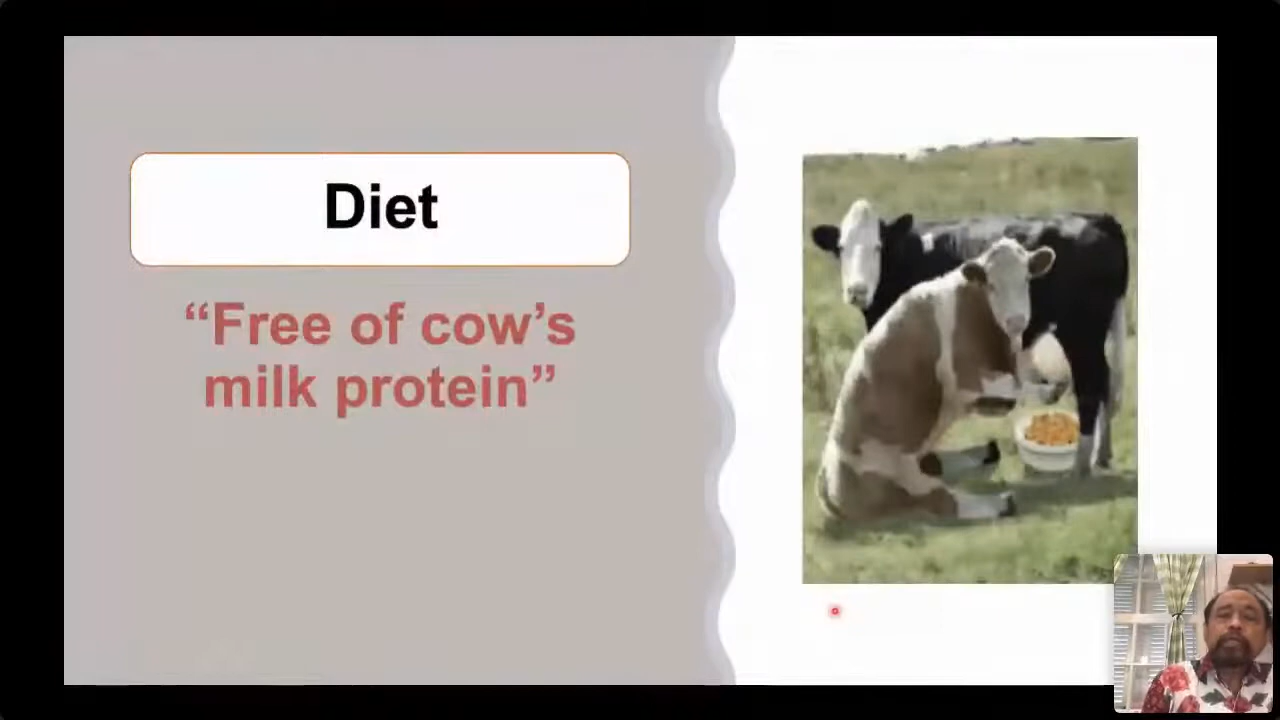 Diet
“Free of cow’s
milk protein”